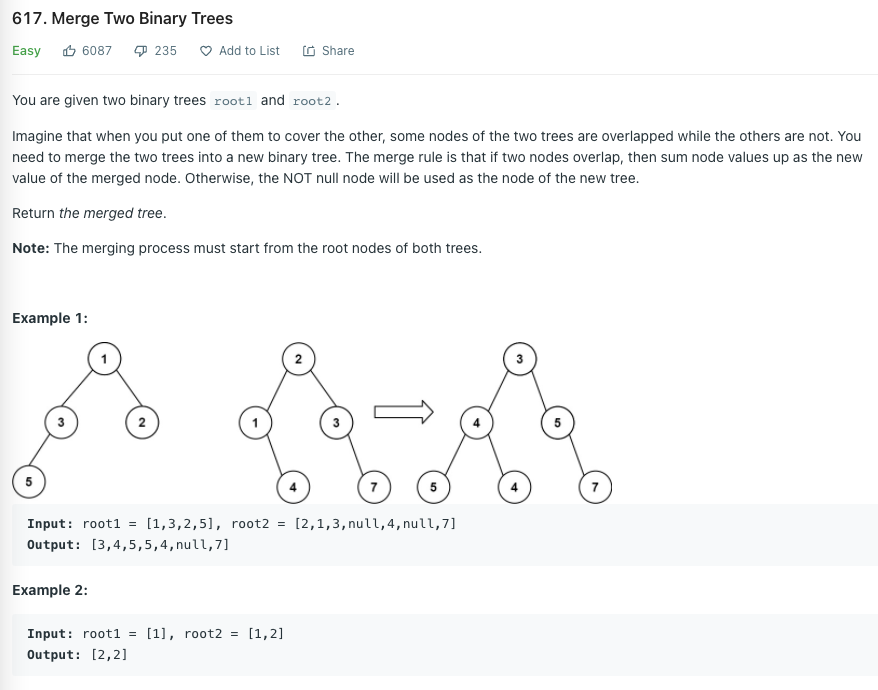 617. Merge Two Binary Trees
Easy 6087 235 Add to List Share
You are given two binary trees root1 and root2 .
Imagine that when you put one of them to cover the other, some nodes of the two trees are overlapped while the others are not. You
need to merge the two trees into a new binary tree. The merge rule is that if two nodes overlap, then sum node values up as the new
value of the merged node. Otherwise, the NOT null node will be used as the node of the new tree.
Return the merged tree.
Note: The merging process must start from the root nodes of both trees.
Example 1:
1 2 3
3 2 1 3 4 5
5 4 7 5 4 7
Input: root1 = [1,3,2,5], root2 = [2,1,3,null,4,null,7]
Output: [3,4,5,5,4,null,7]
Example 2:
Input: root1 = [1], root2 = [1,2]
Output: [2,2]